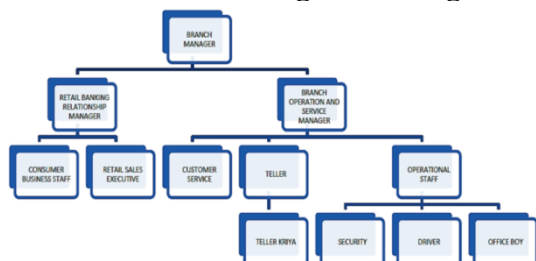 BRANCH
MANAGER
RETAIL BANKING
RELATIONSHIP
MANAGER
BRANCH
OPERATION AND
SERVICE
MANAGER
CONSUMER
BUSINESS STAFF
RETAIL SALES
EXECUTIVE
CUSTOMER
SERVICE
TELLER
OPERATIONAL
STAFF
TELLER KRIYA
SECURITY
DRIVER
OFFICE BOY